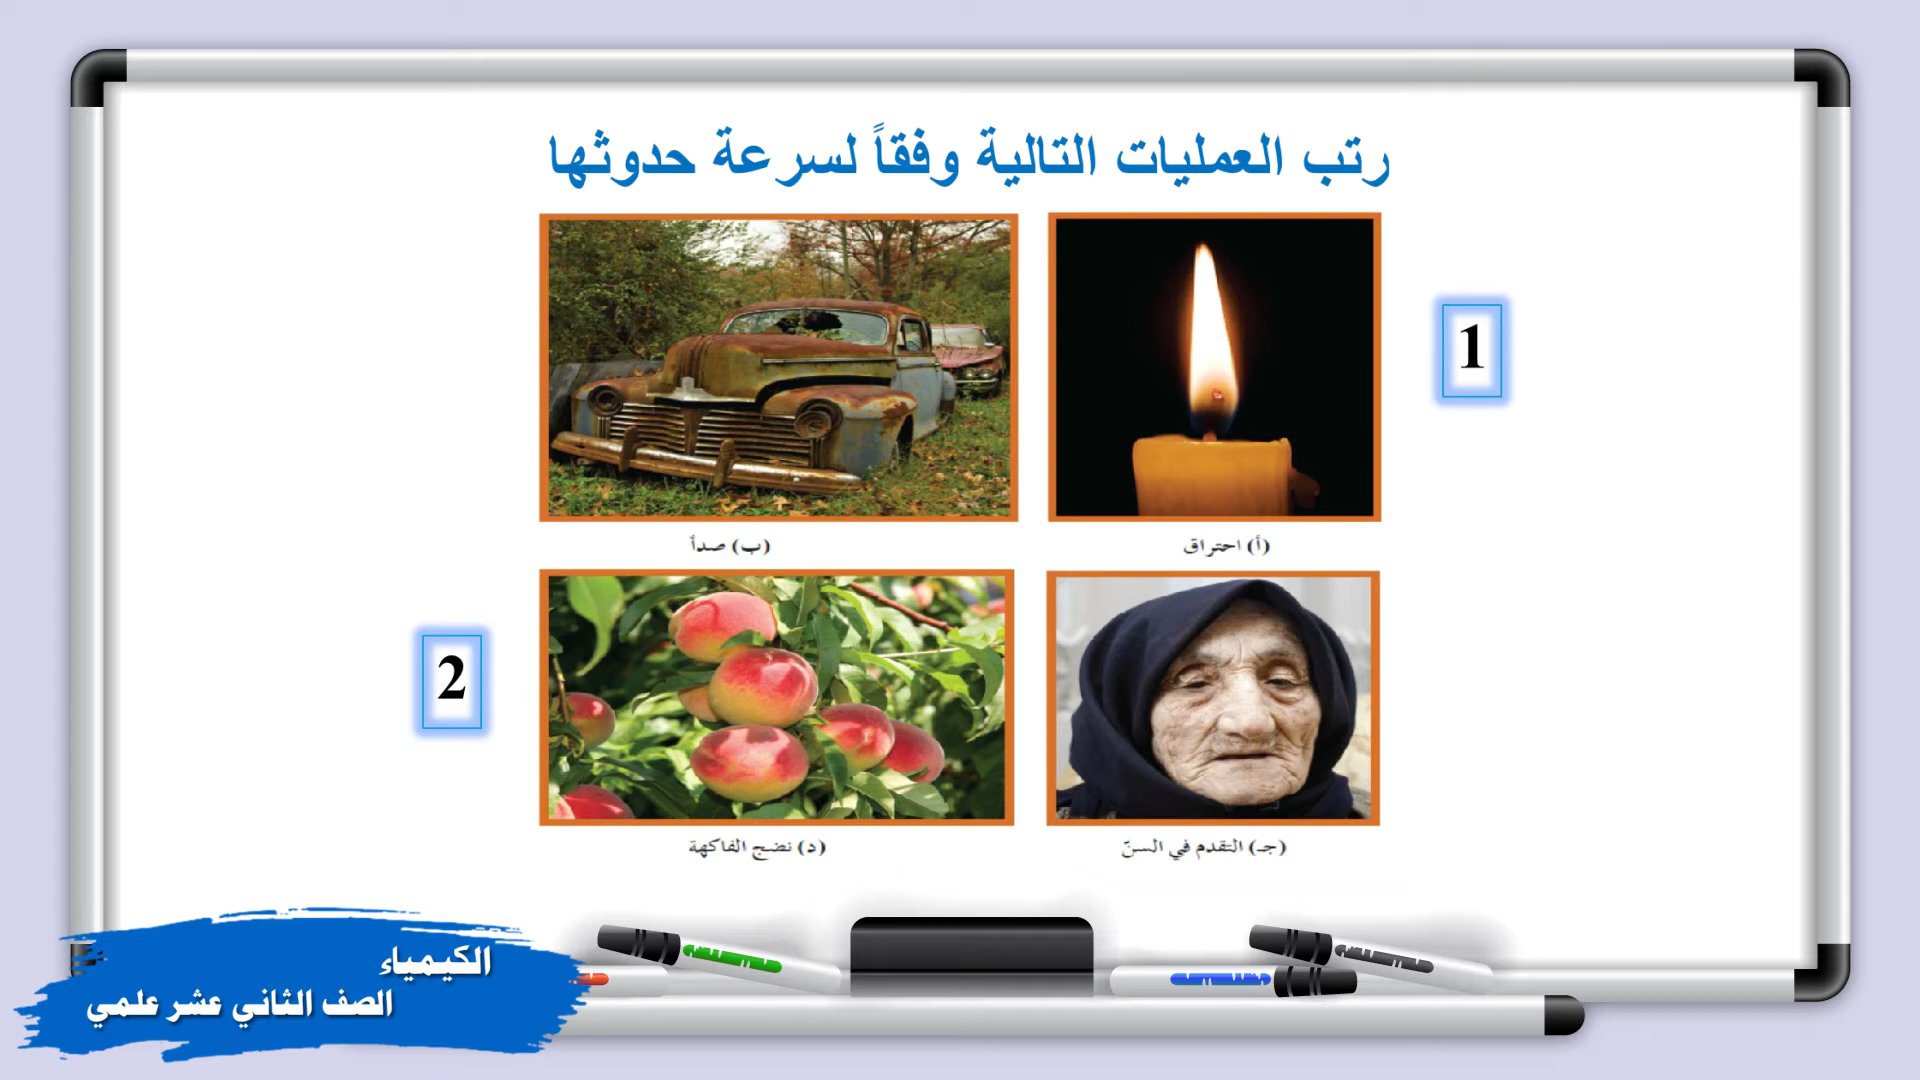 رتب العمليات التالية وفقاً لسرعة حدوثها
1
(أ) احتراق
(ب) صدأ
2
(جـ) التقدم في السنّ
(د) نضج الفاكهة
الكيمياء
الصف الثاني عشر علمي